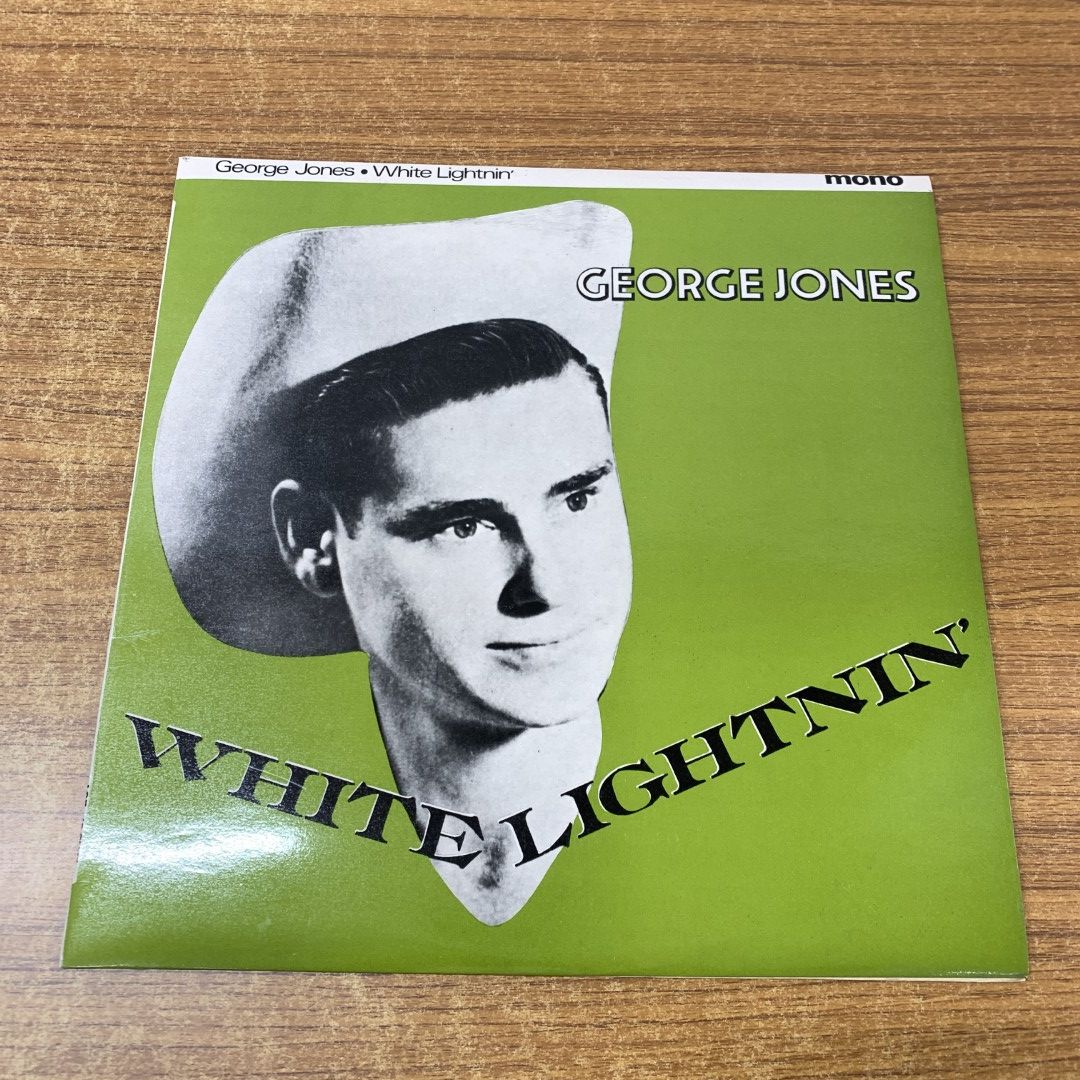 George Jones • White Lightnin' mono
GEORGE JONES
WHITE LIGHTNIN'